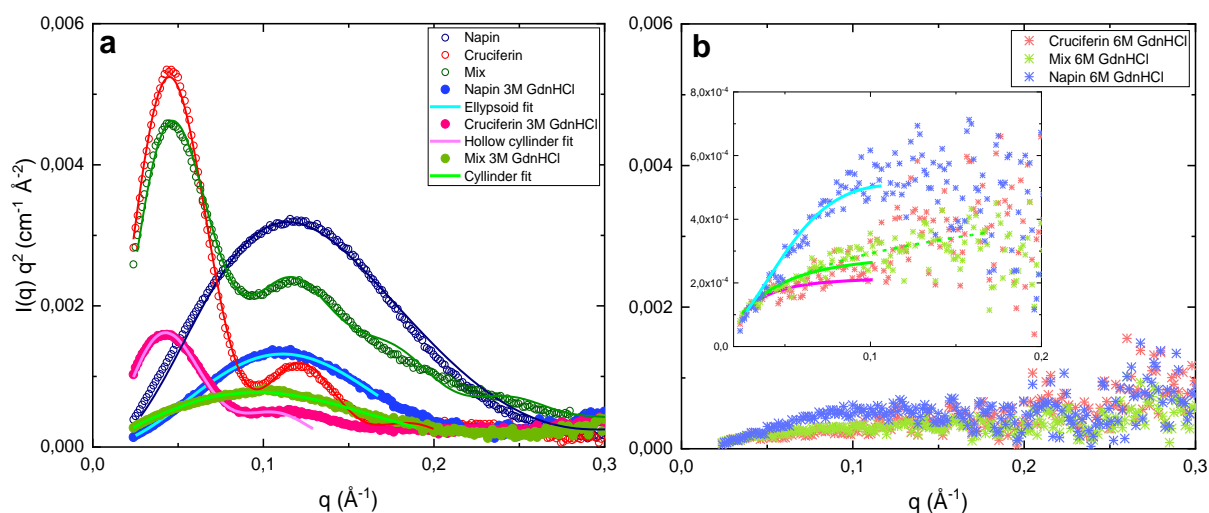 a
I(q) q² (cm⁻¹ Å⁻²)
0,006
0,004
0,002
0,000
0,0
0,1
0,2
0,3
q (Å⁻¹)
Napin
Cruciferin
Mix
Napin 3M GdnHCl
Ellypsoid fit
Cruciferin 3M GdnHCl
Hollow cyllinder fit
Mix 3M GdnHCl
Cyllinder fit
b
0,006
0,004
0,002
0,000
0,0
0,1
0,2
0,3
q (Å⁻¹)
Cruciferin 6M GdnHCl
Mix 6M GdnHCl
Napin 6M GdnHCl
8,0x10⁻⁴
6,0x10⁻⁴
4,0x10⁻⁴
2,0x10⁻⁴
0,0
0,1
0,2